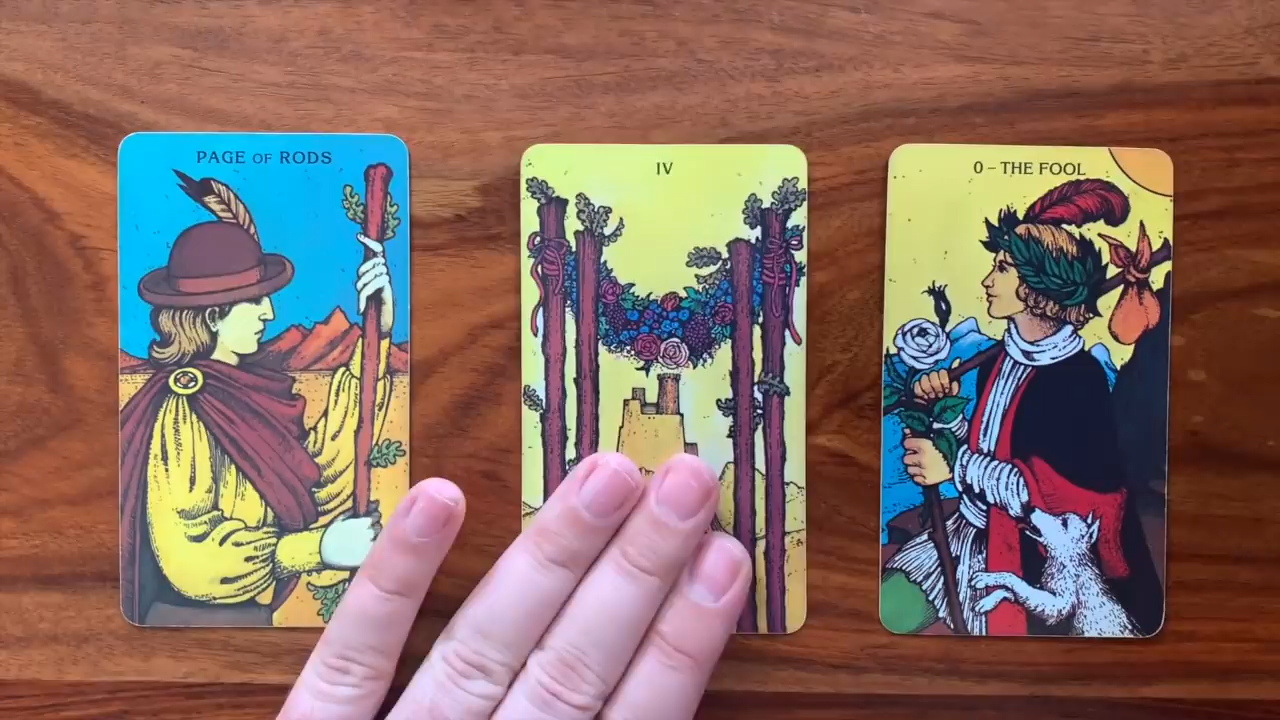 PAGE OF RODS
IV
0 – THE FOOL